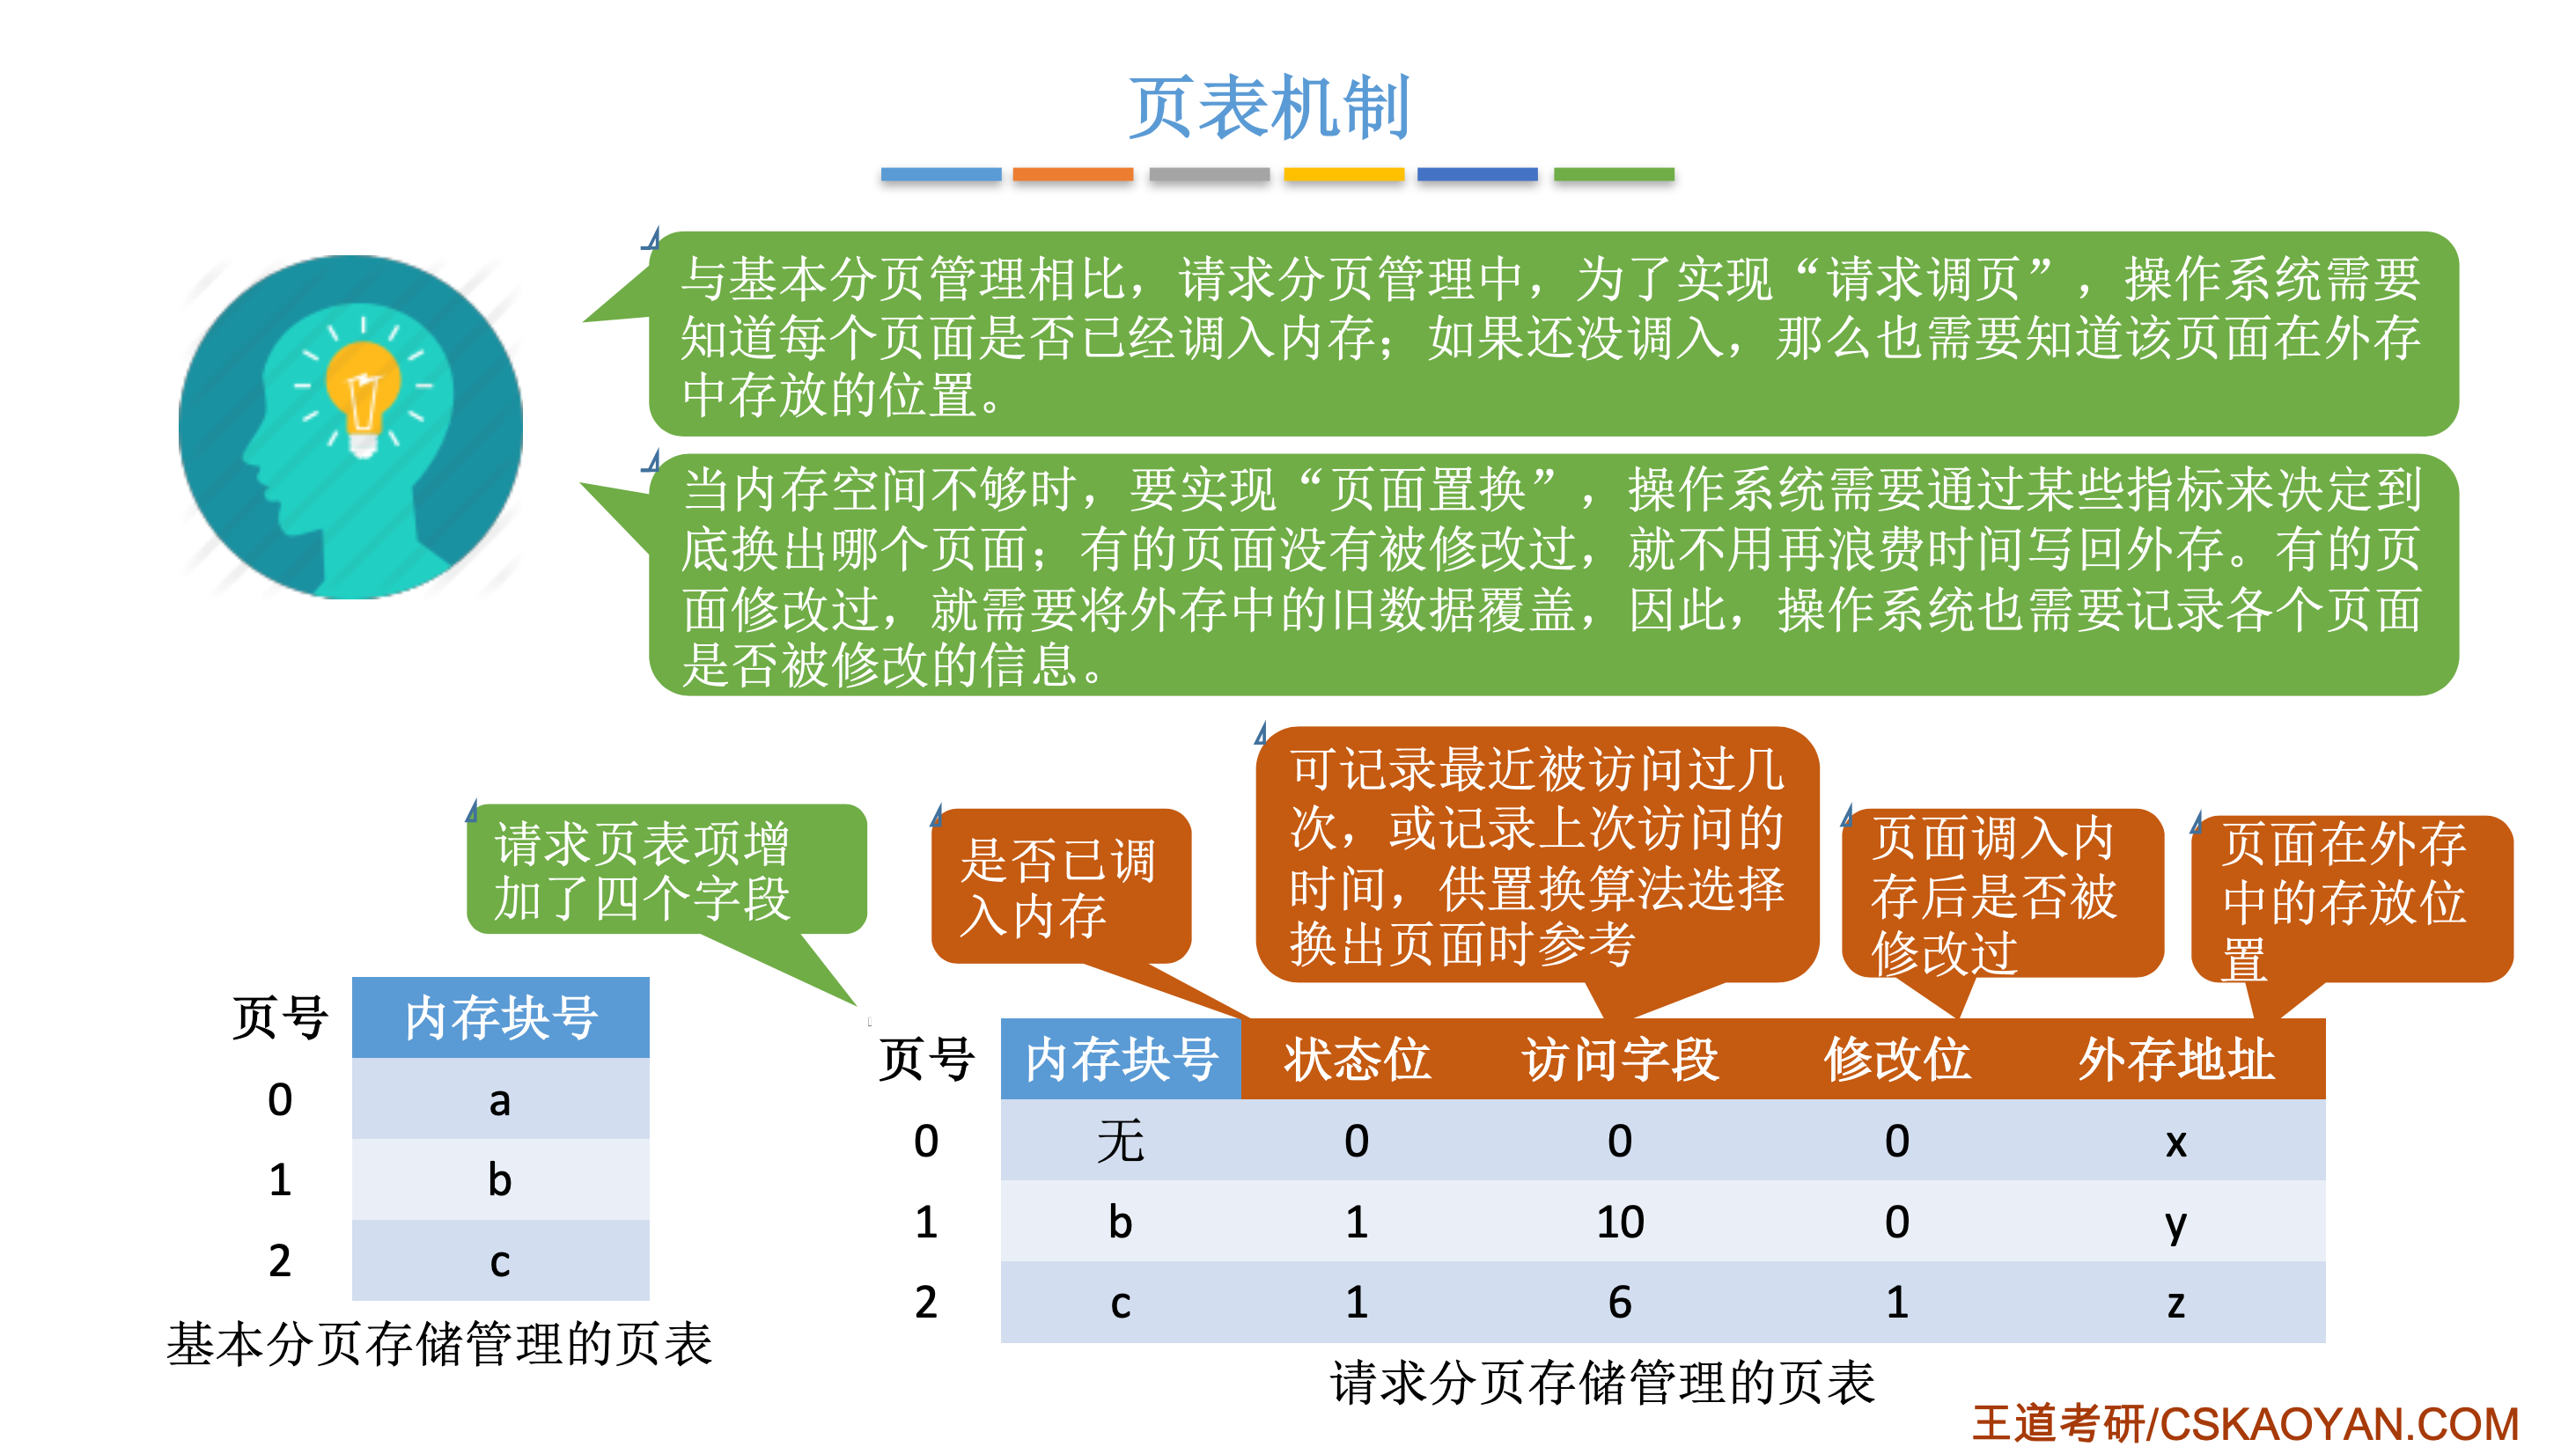 页表机制
与基本分页管理相比，请求分页管理中，为了实现“请求调页”，操作系统需要
知道每个页面是否已经调入内存；如果还没调入，那么也需要知道该页面在外存
中存放的位置。
当内存空间不够时，要实现“页面置换”，操作系统需要通过某些指标来决定到
底换出哪个页面；有的页面没有被修改过，就不用再浪费时间写回外存。有的页
面修改过，就需要将外存中的旧数据覆盖，因此，操作系统也需要记录各个页面
是否被修改的信息。
请求页表项增
加了四个字段
是否已调
入内存
可记录最近被访问过几
次，或记录上次访问的
时间，供置换算法选择
换出页面时参考
页面调入内
存后是否被
修改过
页面在外存
中的存放位
置
页号 内存块号
0 a
1 b
2 c
基本分页存储管理的页表
页号 内存块号 状态位 访问字段 修改位 外存地址
0 无 0 0 0 x
1 b 1 10 0 y
2 c 1 6 1 z
请求分页存储管理的页表
王道考研/CSKAOYAN.COM